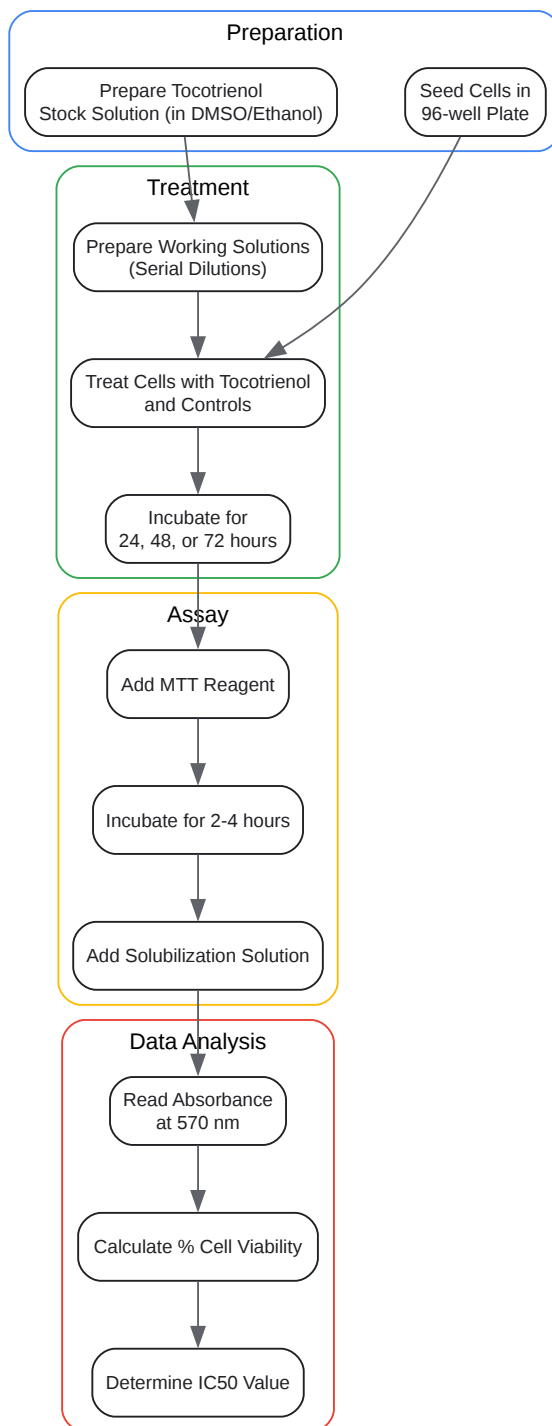 Preparation
Prepare Tocotrienol
Stock Solution (in DMSO/Ethanol)
Seed Cells in
96-well Plate
Treatment
Prepare Working Solutions
(Serial Dilutions)
Treat Cells with Tocotrienol
and Controls
Incubate for
24, 48, or 72 hours
Assay
Add MTT Reagent
Incubate for 2-4 hours
Add Solubilization Solution
Data Analysis
Read Absorbance
at 570 nm
Calculate % Cell Viability
Determine IC50 Value